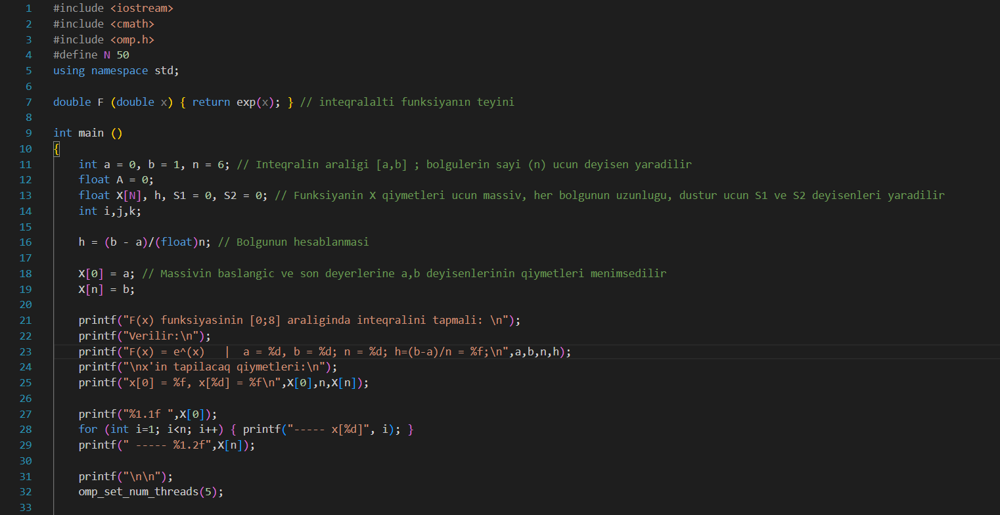 1 #include <iostream>
2 #include <cmath>
3 #include <omp.h>
4 #define N 50
5 using namespace std;
6
7 double F (double x) { return exp(x); } // inteqralalti funksiyanın teyini
8
9 int main ()
10 {
11 int a = 0, b = 1, n = 6; // Inteqralin araligi [a,b] ; bolgulerin sayi (n) ucun deyisen yaradilir
12 float A = 0;
13 float X[N], h, S1 = 0, S2 = 0; // Funksiyanin X qiymetleri ucun massiv, her bolgunun uzunlugu, dustur ucun S1 ve S2 deyisenleri yaradilir
14 int i,j,k;
15
16 h = (b - a)/(float)n; // Bolgunun hesablanmasi
17
18 X[0] = a; // Massivin baslangic ve son deyerlerine a,b deyisenlerinin qiymetleri menimsedilir
19 X[n] = b;
20
21 printf("F(x) funksiyasinin [0;8] araliginda inteqralini tapmali: \n");
22 printf("Verilir:\n");
23 printf("F(x) = e^(x)   |  a = %d, b = %d; n = %d; h=(b-a)/n = %f;\n",a,b,n,h);
24 printf("\nx'in tapilacaq qiymetleri:\n");
25 printf("x[0] = %f, x[%d] = %f\n",X[0],n,X[n]);
26
27 printf("%1.1f ",X[0]);
28 for (int i=1; i<n; i++) { printf("----- x[%d]", i); }
29 printf(" ----- %1.2f",X[n]);
30
31 printf("\n\n");
32 omp_set_num_threads(5);
33